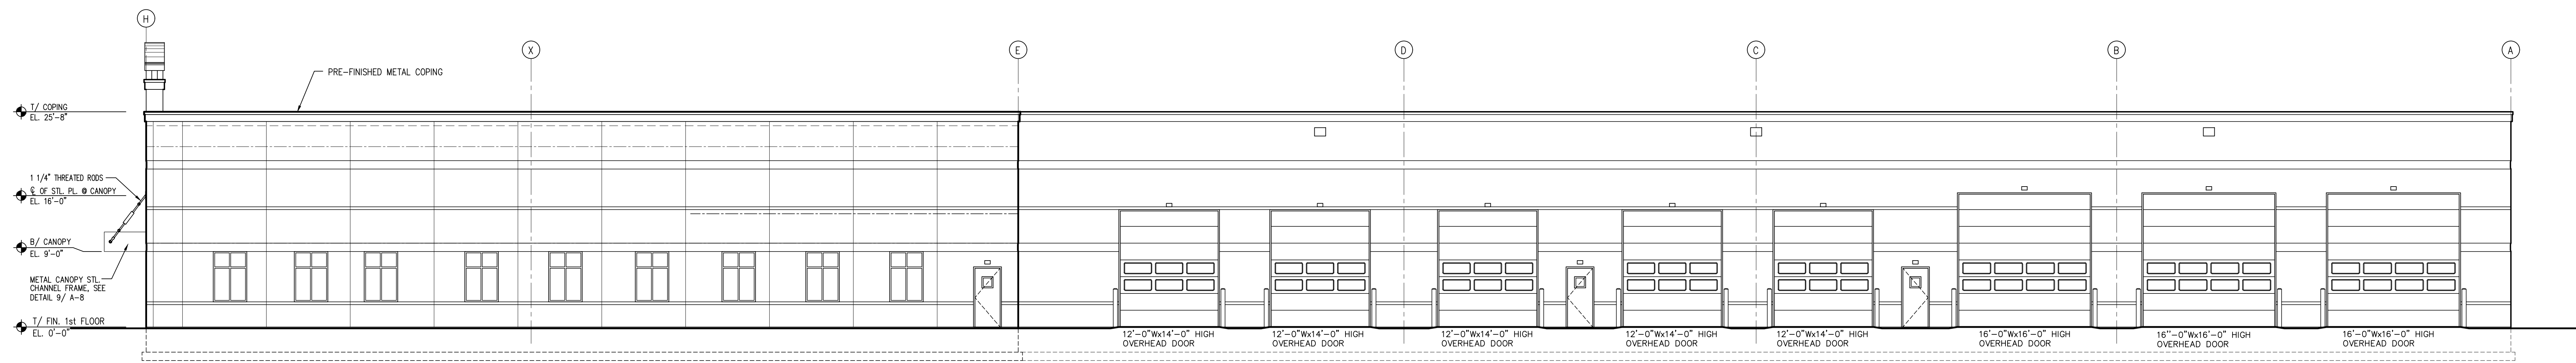 H
X
E
D
C
B
A
PRE-FINISHED METAL COPING
T/ COPING
EL. 25'-8"
1 1/4" THREATED RODS
℄ OF STL. PL. @ CANOPY
EL. 16'-0"
B/ CANOPY
EL. 9'-0"
METAL CANOPY STL.
CHANNEL FRAME, SEE
DETAIL 9/ A-8
T/ FIN. 1st FLOOR
EL. 0'-0"
12'-0"Wx14'-0" HIGH
OVERHEAD DOOR
12'-0"Wx14'-0" HIGH
OVERHEAD DOOR
12'-0"Wx14'-0" HIGH
OVERHEAD DOOR
12'-0"Wx14'-0" HIGH
OVERHEAD DOOR
12'-0"Wx14'-0" HIGH
OVERHEAD DOOR
16'-0"Wx16'-0" HIGH
OVERHEAD DOOR
16''-0"Wx16'-0" HIGH
OVERHEAD DOOR
16'-0"Wx16'-0" HIGH
OVERHEAD DOOR